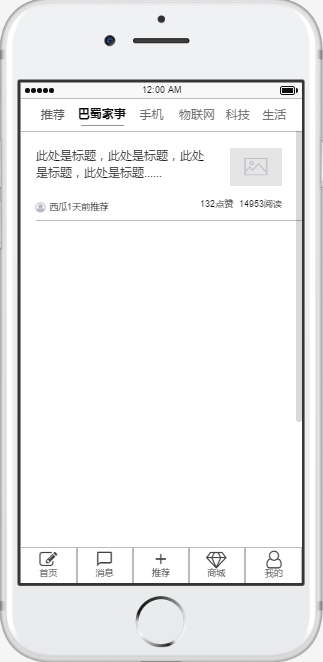 12:00 AM
推荐 巴蜀家事 手机 物联网 科技 生活
此处是标题，此处是标题，此处
是标题，此处是标题......
西瓜1天前推荐 132点赞 14953阅读
首页 消息 推荐 商城 我的